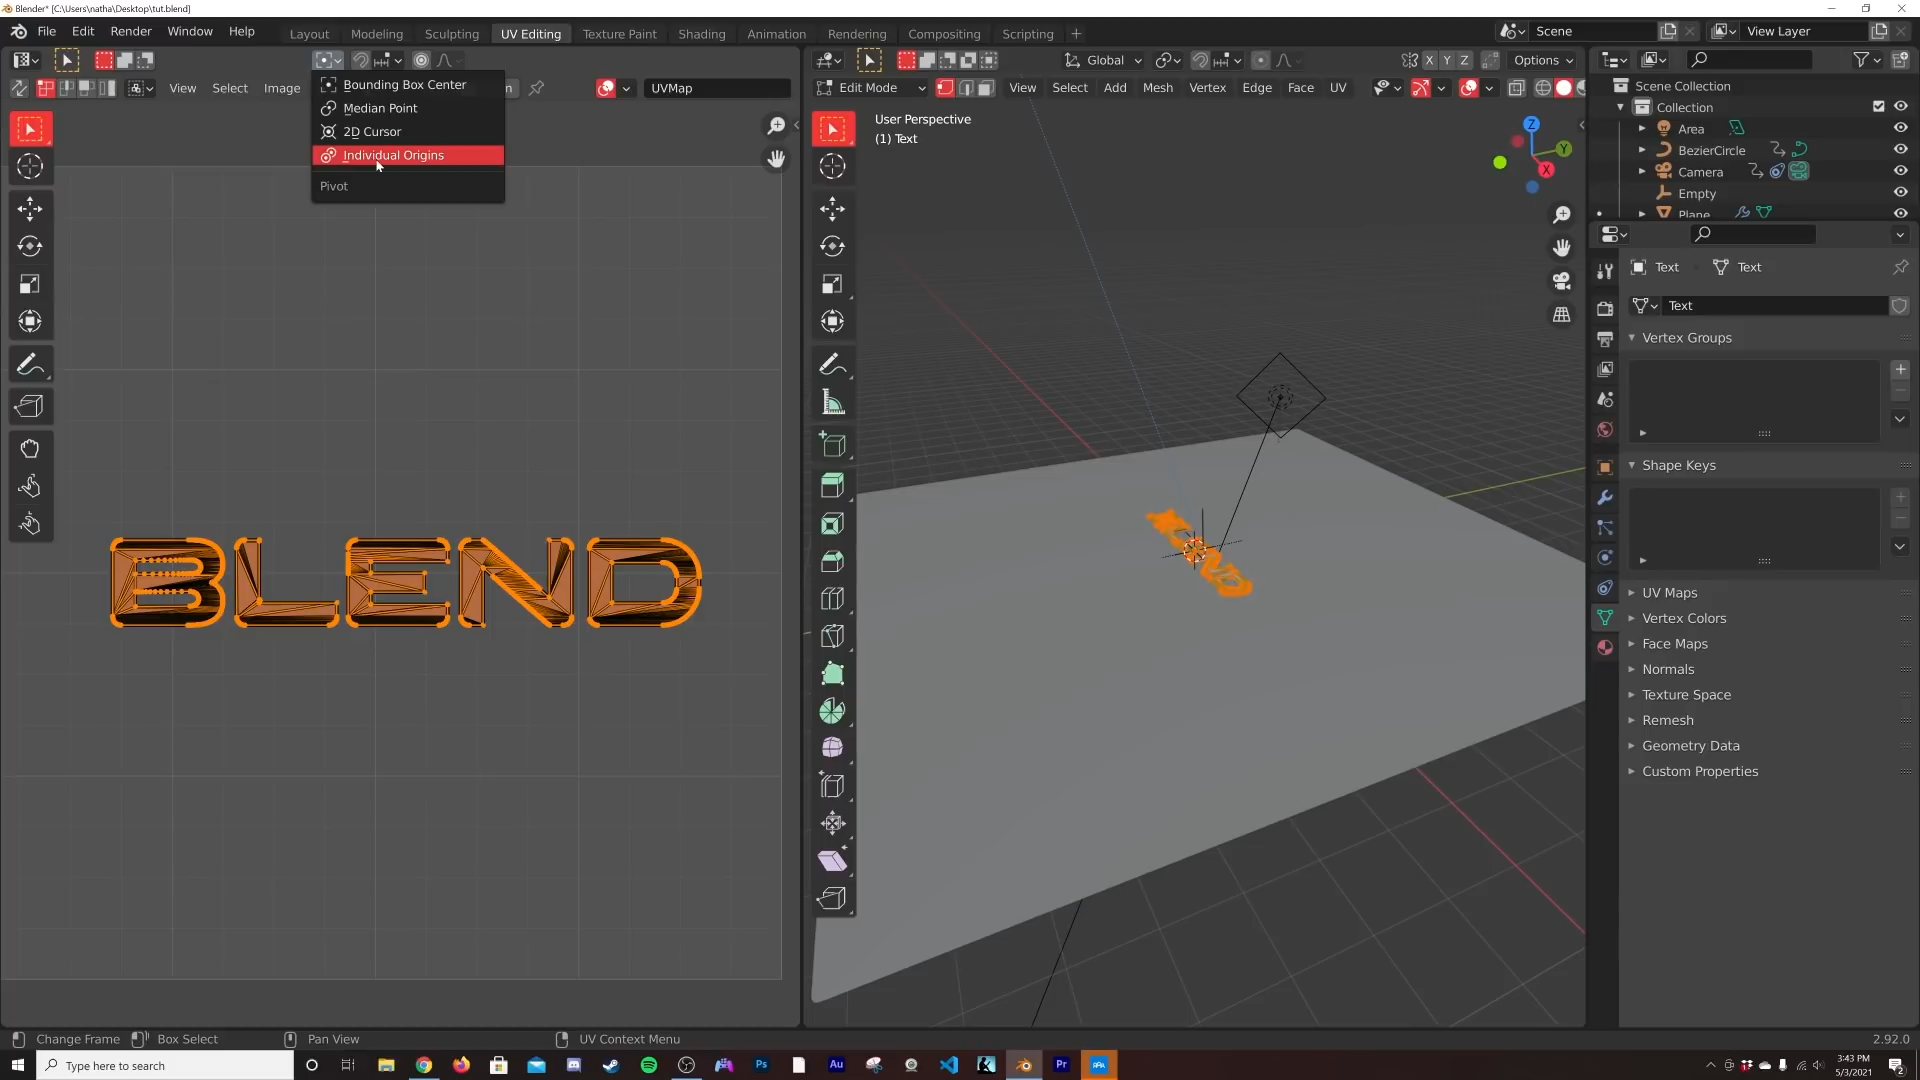 Blender* [C:\Users\natha\Desktop\tut.blend]
File Edit Render Window Help Layout Modeling Sculpting UV Editing Texture Paint Shading Animation Rendering Compositing Scripting + Scene View Layer
Global X Y Z Options
View Select Image UVMap Edit Mode View Select Add Mesh Vertex Edge Face UV
Bounding Box Center
Median Point
2D Cursor
Individual Origins
Pivot
BLEND
User Perspective
(1) Text
Z
Y
X
Scene Collection
Collection
Area
BezierCircle
Camera
Empty
Plane
Text Text
Text
Vertex Groups
Shape Keys
UV Maps
Vertex Colors
Face Maps
Normals
Texture Space
Remesh
Geometry Data
Custom Properties
Change Frame Box Select Pan View UV Context Menu 2.92.0
Type here to search Ps Au Pr 3:43 PM
5/3/2021